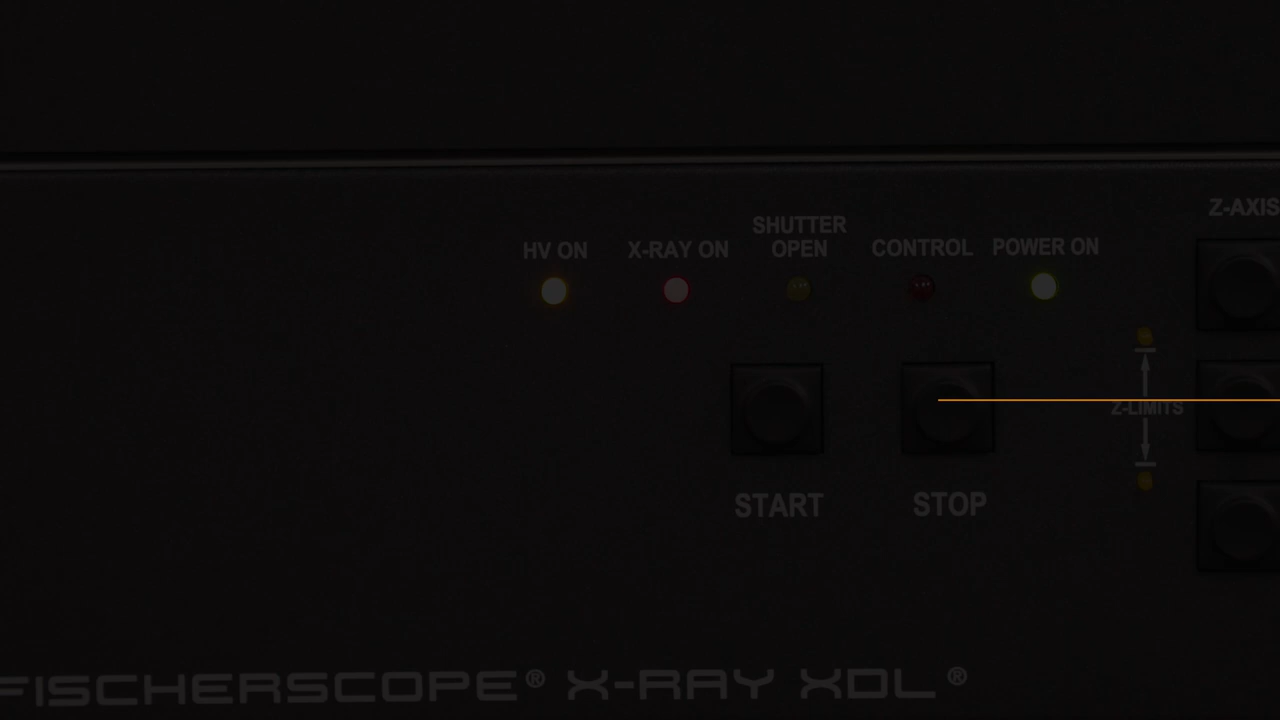 Z-AXIS
SHUTTER
OPEN
HV ON
X-RAY ON
CONTROL
POWER ON
Z-LIMITS
START
STOP
FISCHERSCOPE® X-RAY XDL®